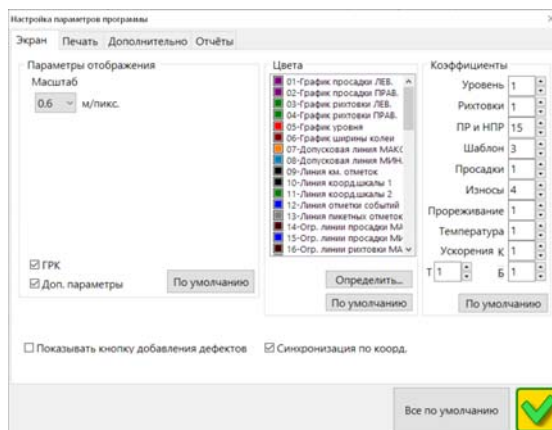 Настройка параметров программы
Экран Печать Дополнительно Отчёты
Параметры отображения
Масштаб
0.6 м/пикс.
ГРК
Доп. параметры
По умолчанию
Цвета
01-График просадки ЛЕВ.
02-График просадки ПРАВ.
03-График рихтовки ЛЕВ.
04-График рихтовки ПРАВ.
05-График уровня
06-График ширины колеи
07-Допусковая линия МАКС
08-Допусковая линия МИН.
09-Линия км. отметок
10-Линия коорд.шкалы 1
11-Линия коорд.шкалы 2
12-Линия отметки событий
13-Линия пикетных отметок
14-Огр. линии просадки МА
15-Огр. линии просадки МИ
16-Огр. линии рихтовки МА
Определить...
По умолчанию
Коэффициенты
Уровень 1
Рихтовки 1
ПР и НПР 15
Шаблон 3
Просадки 1
Износы 4
Прореживание 1
Температура 1
Ускорения К 1
Т 1 Б 1
По умолчанию
Показывать кнопку добавления дефектов
Синхронизация по коорд.
Все по умолчанию